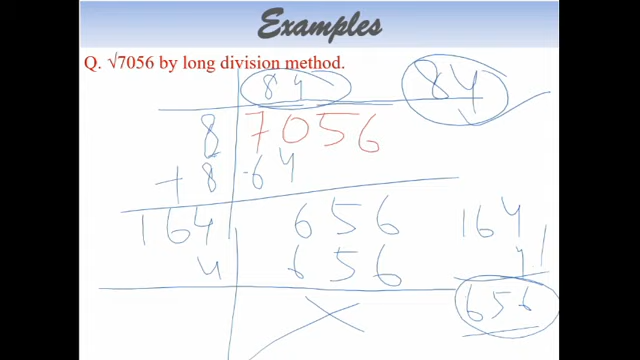 Examples
Q. √7056 by long division method.
84 84
8 7056
+ 8 -64
164 656 164
4 656 4
656